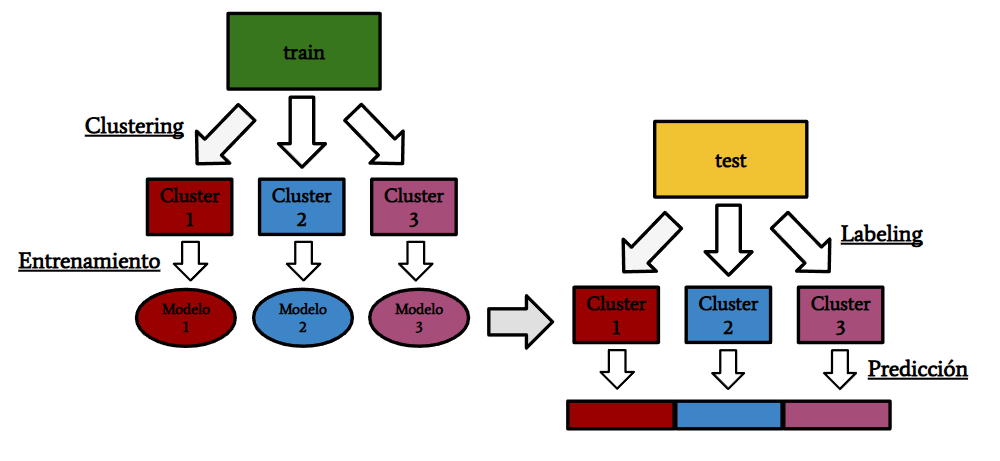 train
Clustering
Cluster
1
Cluster
2
Cluster
3
Entrenamiento
Modelo
1
Modelo
2
Modelo
3
test
Labeling
Cluster
1
Cluster
2
Cluster
3
Predicción